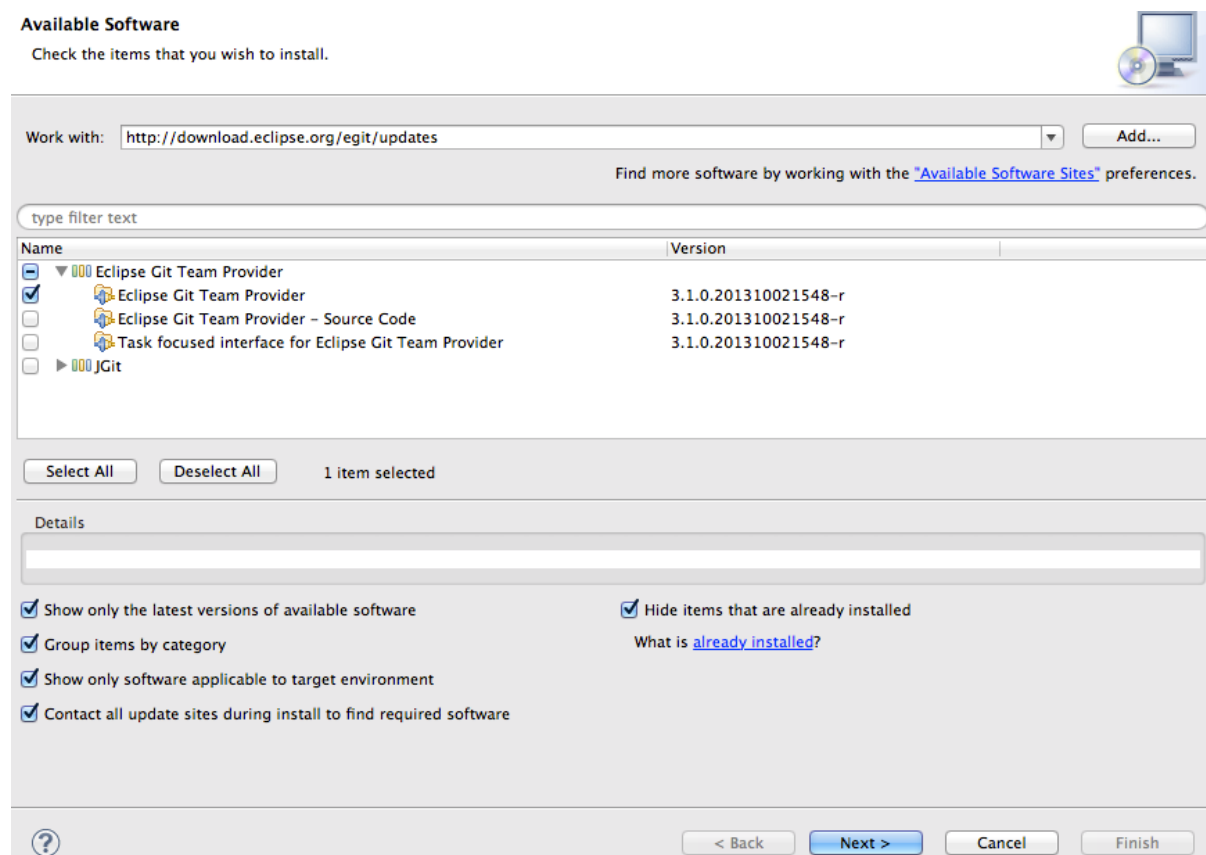 Available Software
Check the items that you wish to install.
Work with: http://download.eclipse.org/egit/updates Add...
Find more software by working with the "Available Software Sites" preferences.
type filter text
Name Version
Eclipse Git Team Provider
Eclipse Git Team Provider 3.1.0.201310021548-r
Eclipse Git Team Provider - Source Code 3.1.0.201310021548-r
Task focused interface for Eclipse Git Team Provider 3.1.0.201310021548-r
JGit
Select All Deselect All 1 item selected
Details
Show only the latest versions of available software Hide items that are already installed
Group items by category What is already installed?
Show only software applicable to target environment
Contact all update sites during install to find required software
? < Back Next > Cancel Finish